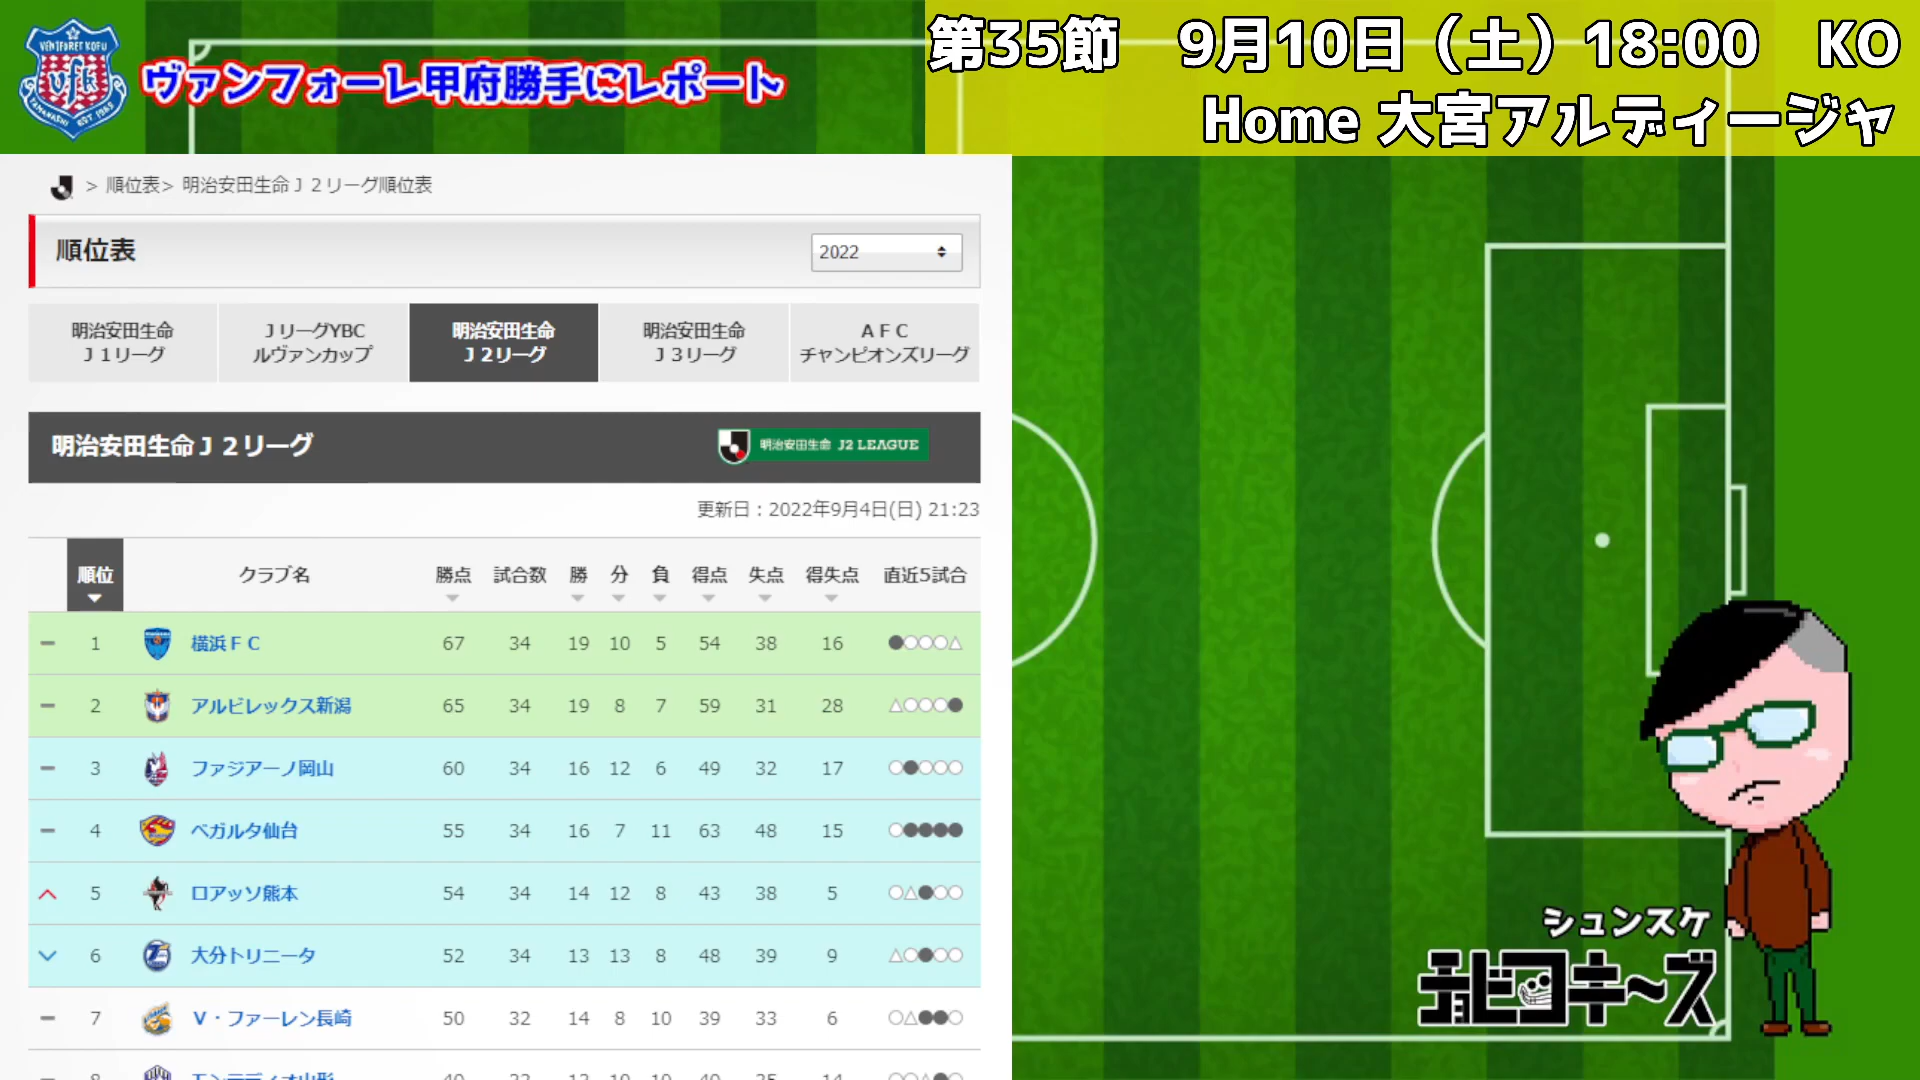 VENTFORET KOFU
vfk
YAMANASHI EST 1965
ヴァンフォーレ甲府勝手にレポート
第35節　9月10日（土）18:00　KO
Home 大宮アルディージャ
> 順位表> 明治安田生命Ｊ２リーグ順位表
順位表
2022
明治安田生命
Ｊ１リーグ
ＪリーグYBC
ルヴァンカップ
明治安田生命
Ｊ２リーグ
明治安田生命
Ｊ３リーグ
ＡＦＣ
チャンピオンズリーグ
明治安田生命Ｊ２リーグ
明治安田生命 J2 LEAGUE
更新日：2022年9月4日(日) 21:23
順位 クラブ名 勝点 試合数 勝 分 負 得点 失点 得失点 直近5試合
1 横浜ＦＣ 67 34 19 10 5 54 38 16 ●○○○△
2 アルビレックス新潟 65 34 19 8 7 59 31 28 △○○○●
3 ファジアーノ岡山 60 34 16 12 6 49 32 17 ○●○○○
4 ベガルタ仙台 55 34 16 7 11 63 48 15 ○●●●●
5 ロアッソ熊本 54 34 14 12 8 43 38 5 ○△●○○
6 大分トリニータ 52 34 13 13 8 48 39 9 △○●○○
7 Ｖ・ファーレン長崎 50 32 14 8 10 39 33 6 ○△●●○
シュンスケ
チョビヨキ〜ズ